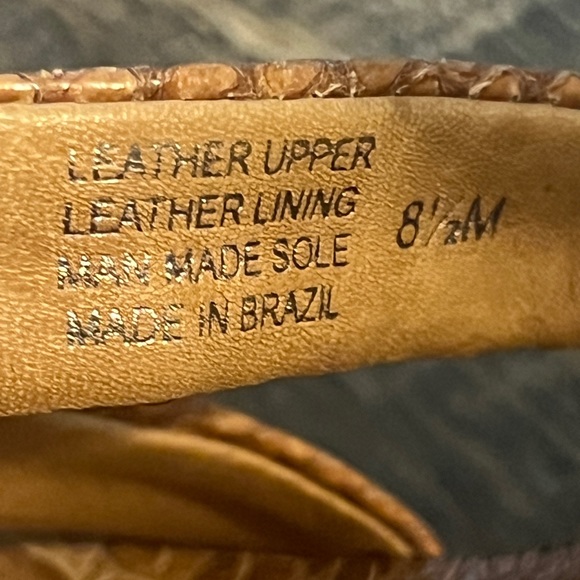 LEATHER UPPER
LEATHER LINING
MAN MADE SOLE
MADE IN BRAZIL
8½M